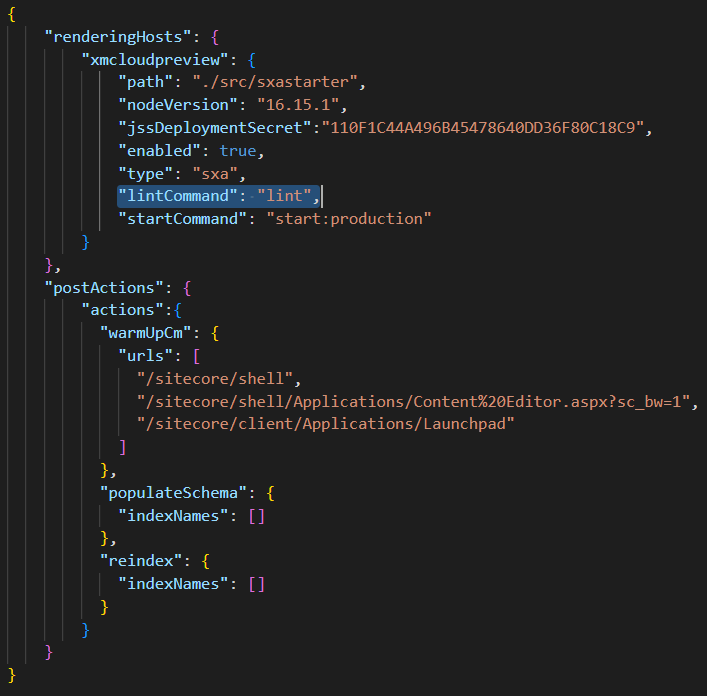 {
"renderingHosts": {
"xmcloudpreview": {
"path": "./src/sxastarter",
"nodeVersion": "16.15.1",
"jssDeploymentSecret":"110F1C44A496B45478640DD36F80C18C9",
"enabled": true,
"type": "sxa",
"lintCommand": "lint",
"startCommand": "start:production"
}
},
"postActions": {
"actions":{
"warmUpCm": {
"urls": [
"/sitecore/shell",
"/sitecore/shell/Applications/Content%20Editor.aspx?sc_bw=1",
"/sitecore/client/Applications/Launchpad"
]
},
"populateSchema": {
"indexNames": []
},
"reindex": {
"indexNames": []
}
}
}
}